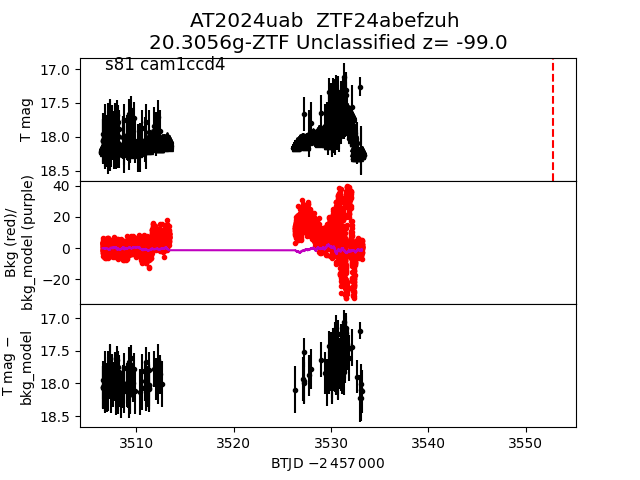 AT2024uab  ZTF24abefzuh
20.3056g-ZTF Unclassified z= -99.0
s81 cam1ccd4
17.0
17.5
18.0
18.5
T mag
40
20
0
−20
Bkg (red)/
bkg_model (purple)
17.0
17.5
18.0
18.5
T mag −
bkg_model
3510
3520
3530
3540
3550
BTJD −2 457 000